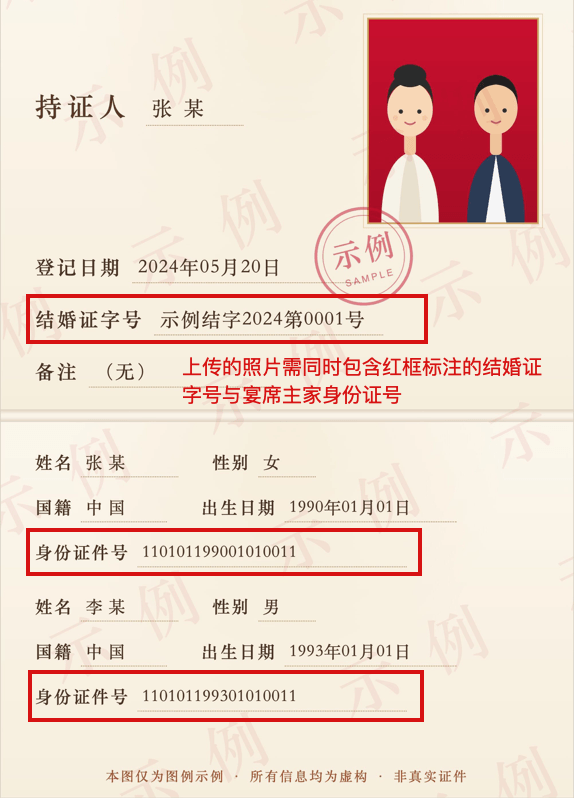 持证人 张 某
登记日期 2024年05月20日
示例
SAMPLE
结婚证字号 示例结字2024第0001号
备注 （无）
上传的照片需同时包含红框标注的结婚证
字号与宴席主家身份证号
姓名 张 某 性别 女
国籍 中 国 出生日期 1990年01月01日
身份证件号 110101199001010011
姓名 李 某 性别 男
国籍 中 国 出生日期 1993年01月01日
身份证件号 110101199301010011
本图仅为图例示例 · 所有信息均为虚构 · 非真实证件